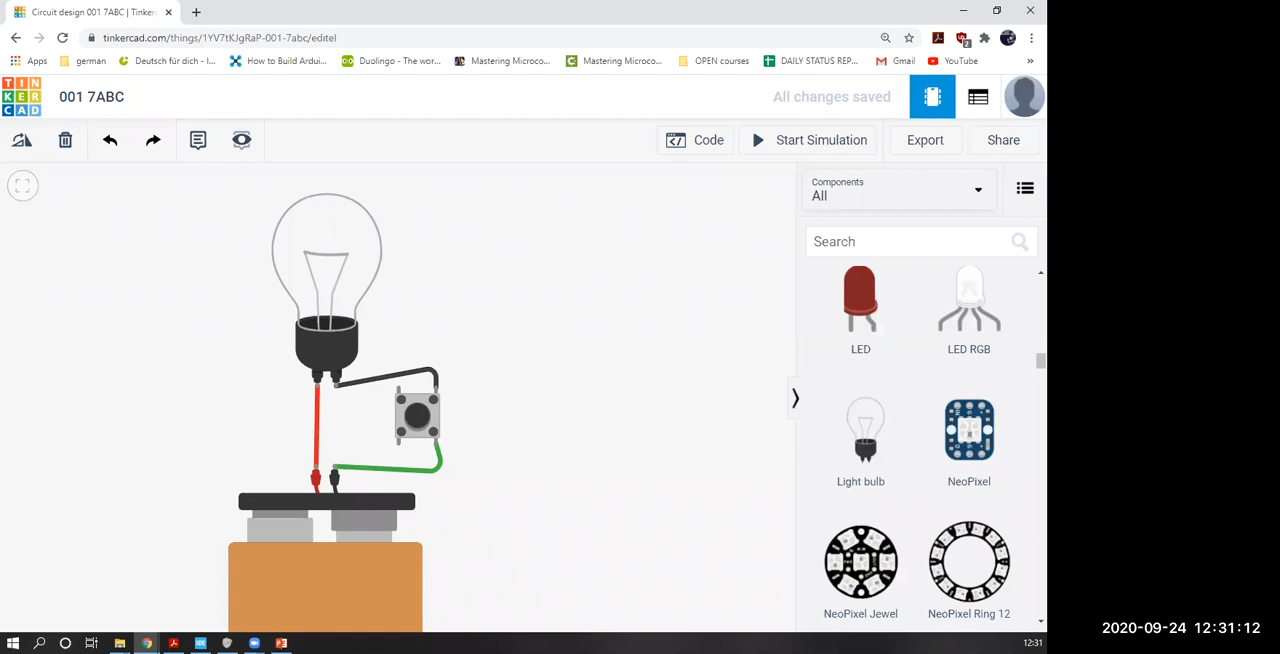 Circuit design 001 7ABC | Tinker
tinkercad.com/things/1YV7tKJgRaP-001-7abc/editel
Apps german Deutsch für dich - I... How to Build Ardui... Duolingo - The wor... Mastering Microco... Mastering Microco... OPEN courses DAILY STATUS REP... Gmail YouTube »
TIN
KER
CAD
001 7ABC
All changes saved
Code Start Simulation Export Share
Components
All
Search
LED LED RGB
Light bulb NeoPixel
NeoPixel Jewel NeoPixel Ring 12
12:31
2020-09-24 12:31:12